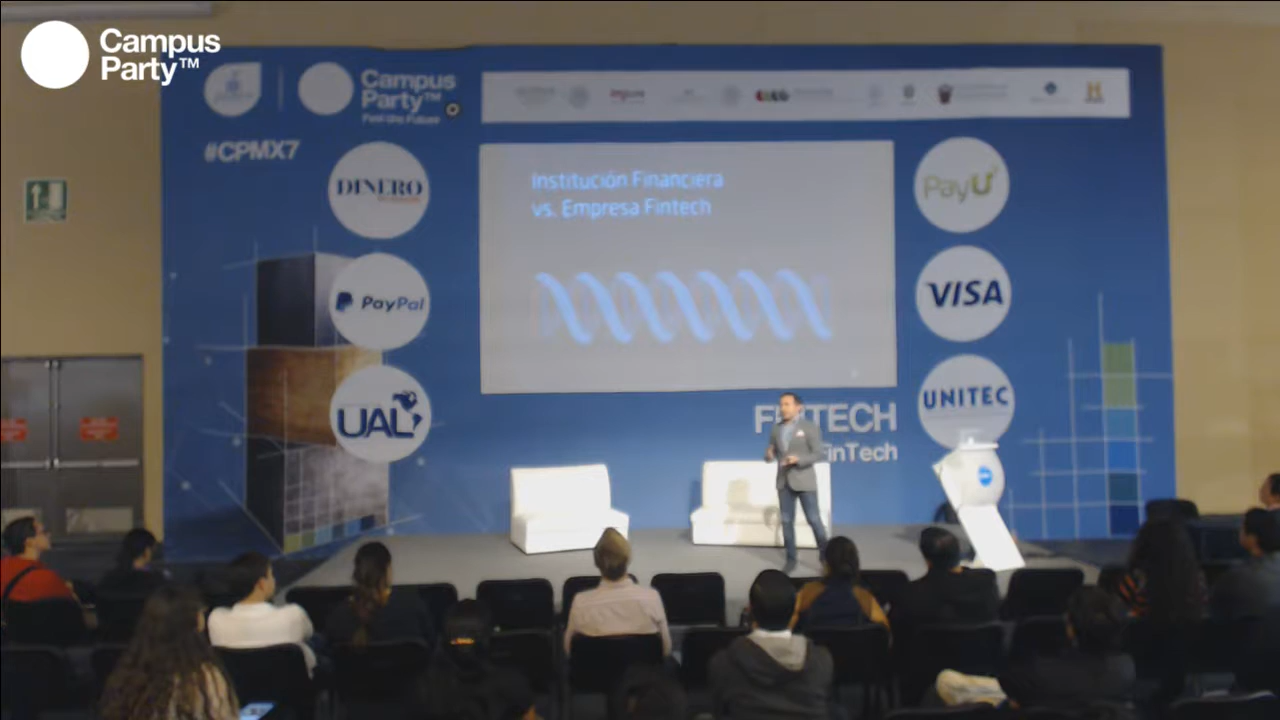 Campus
Party™
Campus
Party™
Feel the Future
#CPMX7
DINERO
PayPal
UAL
Institución Financiera
vs. Empresa Fintech
PayU
VISA
UNITEC
FINTECH
FinTech